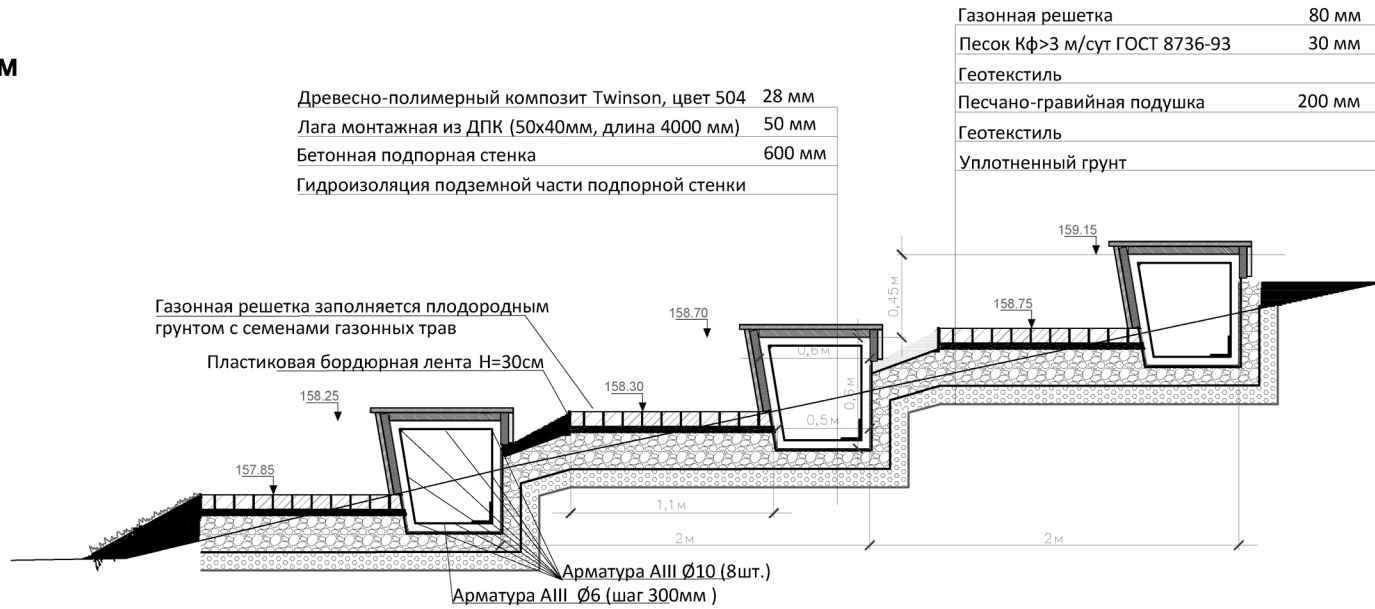 м
Газонная решетка 80 мм
Песок Кф>3 м/сут ГОСТ 8736-93 30 мм
Геотекстиль
Песчано-гравийная подушка 200 мм
Геотекстиль
Уплотненный грунт
Древесно-полимерный композит Twinson, цвет 504 28 мм
Лага монтажная из ДПК (50х40мм, длина 4000 мм) 50 мм
Бетонная подпорная стенка 600 мм
Гидроизоляция подземной части подпорной стенки
159.15
0,45м
158.75
158.70
Газонная решетка заполняется плодородным
грунтом с семенами газонных трав
Пластиковая бордюрная лента Н=30см
0,6м
158.30
158.25
0,5м
157.85
1,1м
2м
2м
Арматура АIII Ø10 (8шт.)
Арматура АIII Ø6 (шаг 300мм )